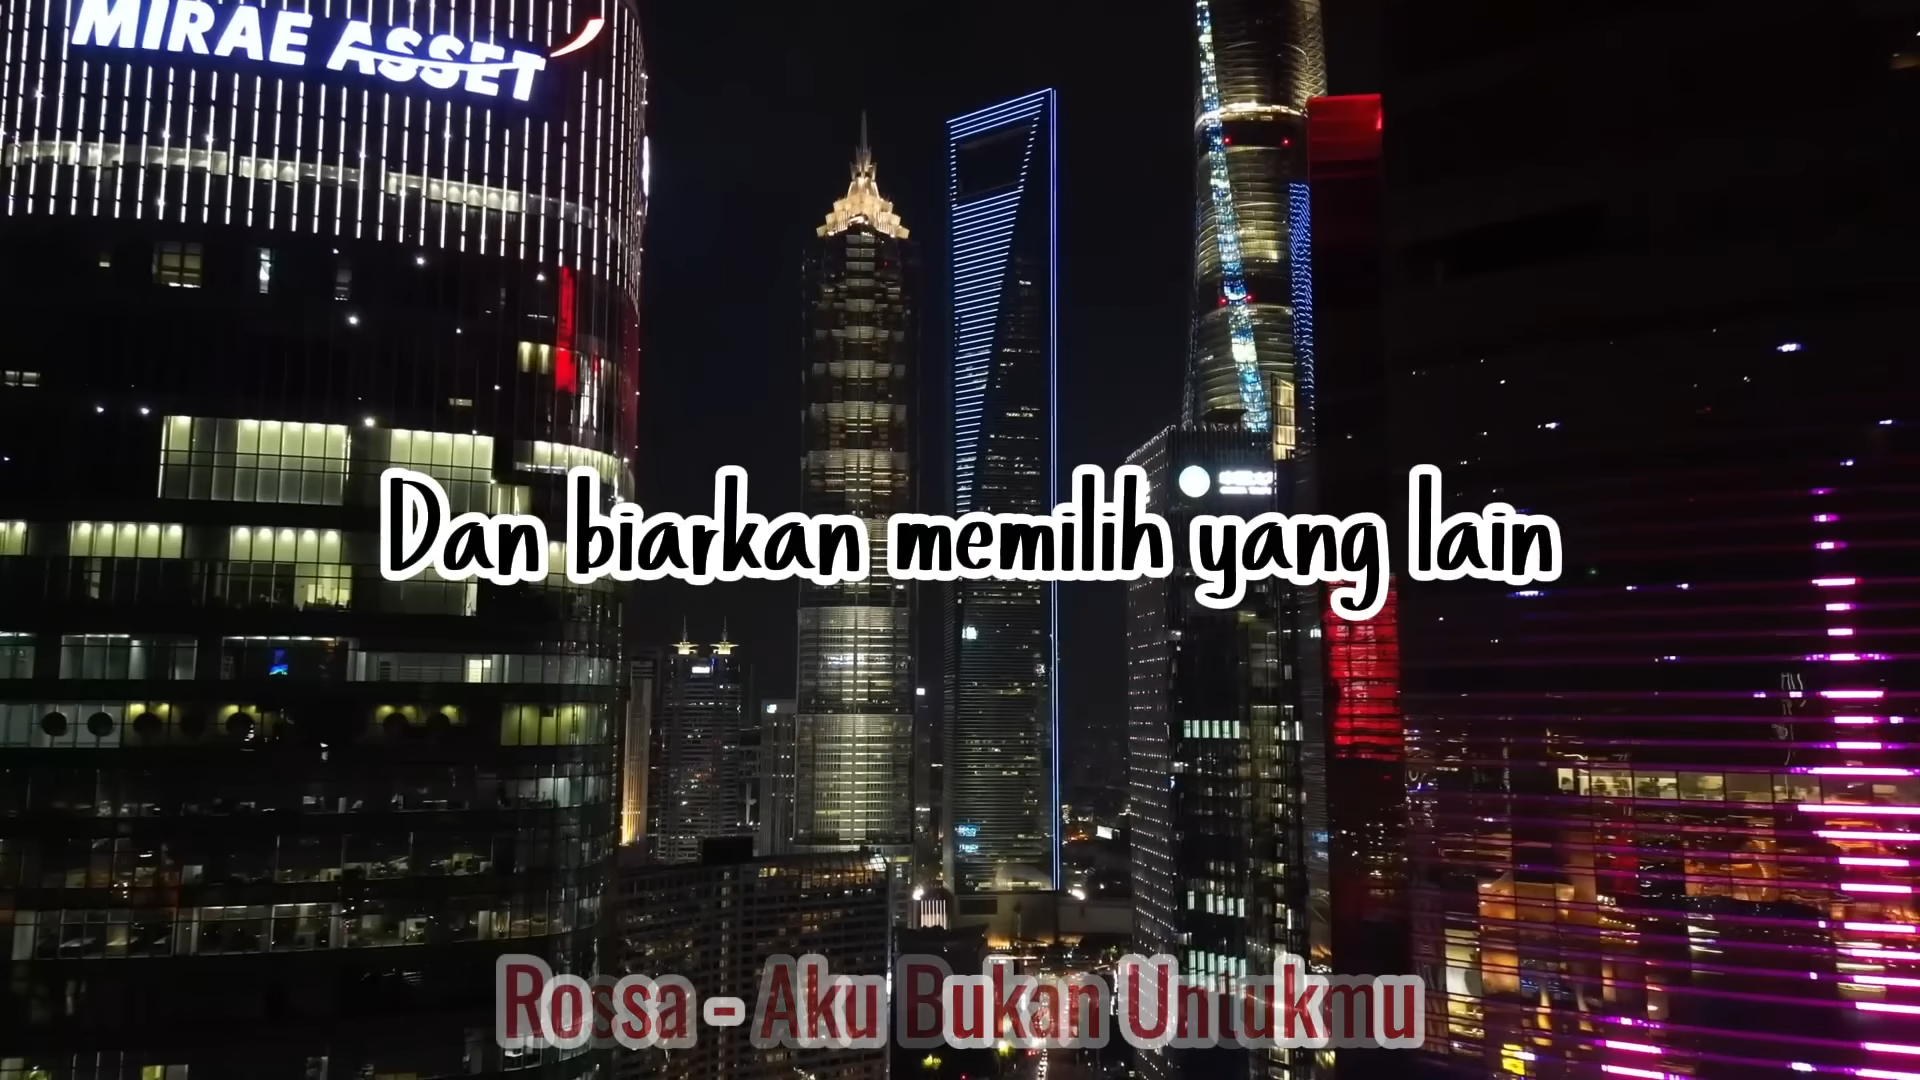 MIRAE ASSET
Dan biarkan memilih yang lain
Rossa - Aku Bukan Untukmu